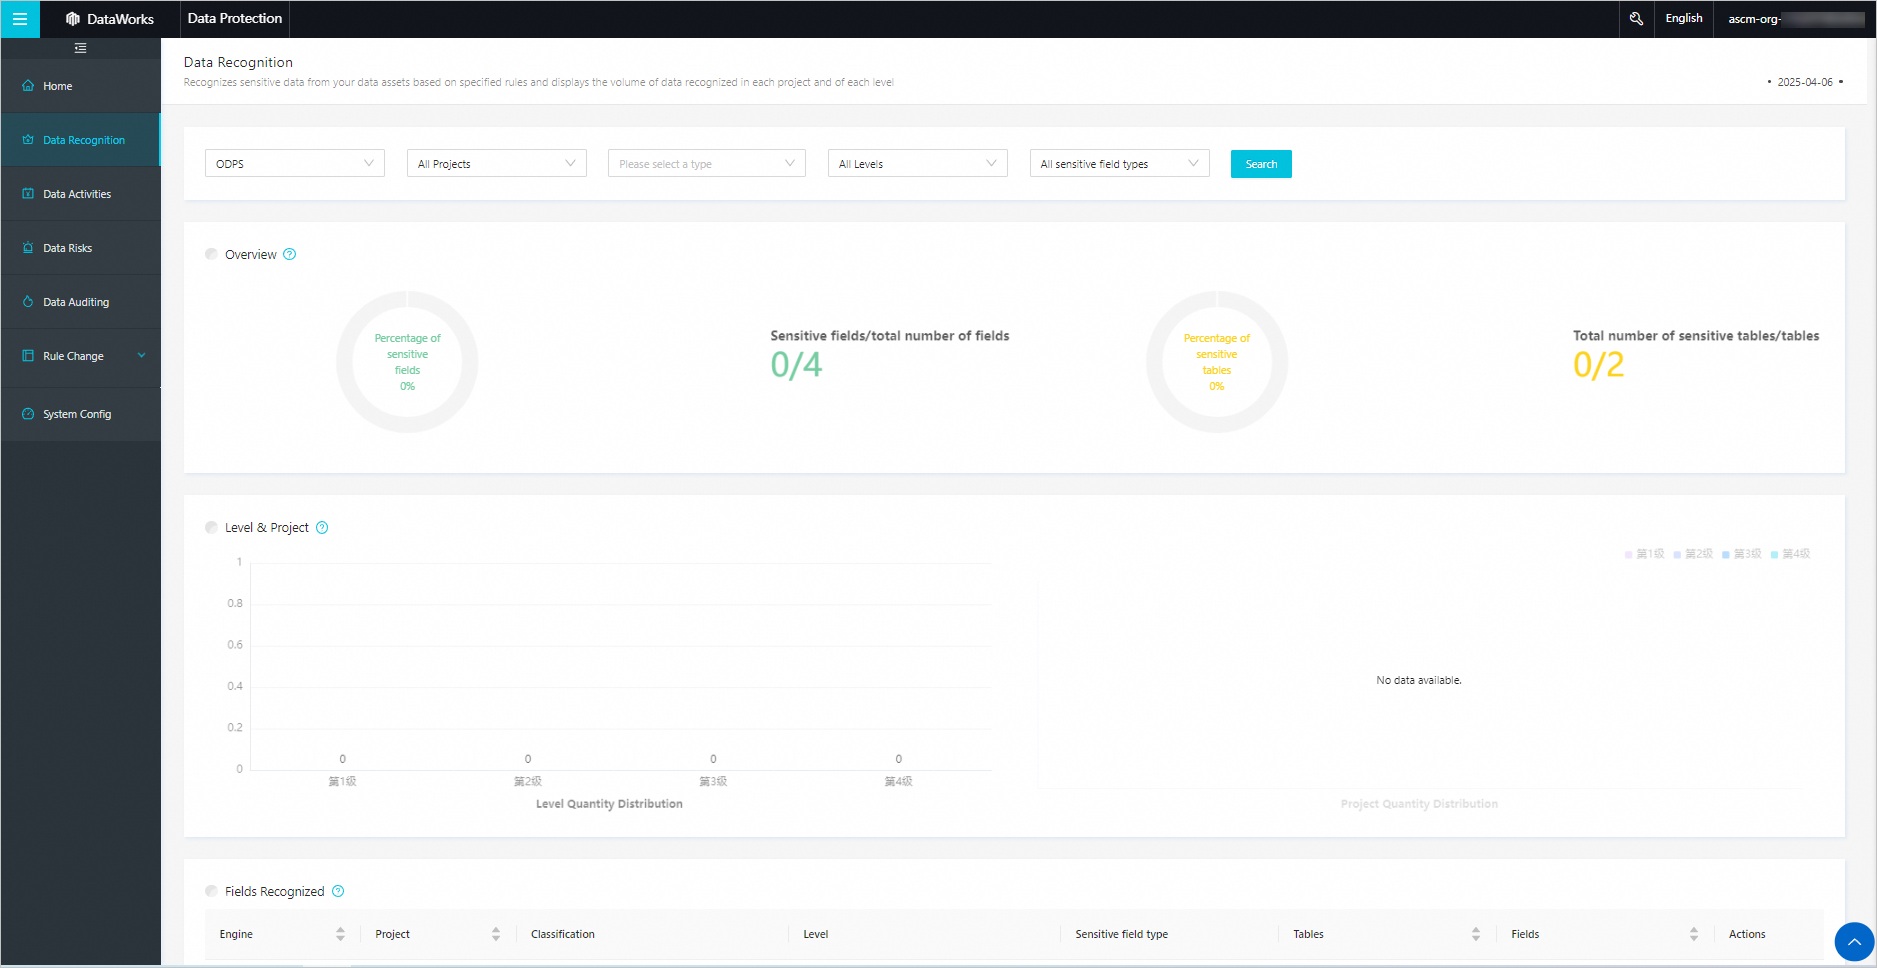 DataWorks
Data Protection
English
ascm-org-
Home
Data Recognition
Data Activities
Data Risks
Data Auditing
Rule Change
System Config
Data Recognition
Recognizes sensitive data from your data assets based on specified rules and displays the volume of data recognized in each project and of each level
• 2025-04-06 •
ODPS
All Projects
Please select a type
All Levels
All sensitive field types
Search
Overview
Percentage of
sensitive
fields
0%
Sensitive fields/total number of fields
0/4
Percentage of
sensitive
tables
0%
Total number of sensitive tables/tables
0/2
Level & Project
1
0.8
0.6
0.4
0.2
0
0 0 0 0
第1级 第2级 第3级 第4级
Level Quantity Distribution
第1级 第2级 第3级 第4级
No data available.
Project Quantity Distribution
Fields Recognized
Engine
Project
Classification
Level
Sensitive field type
Tables
Fields
Actions